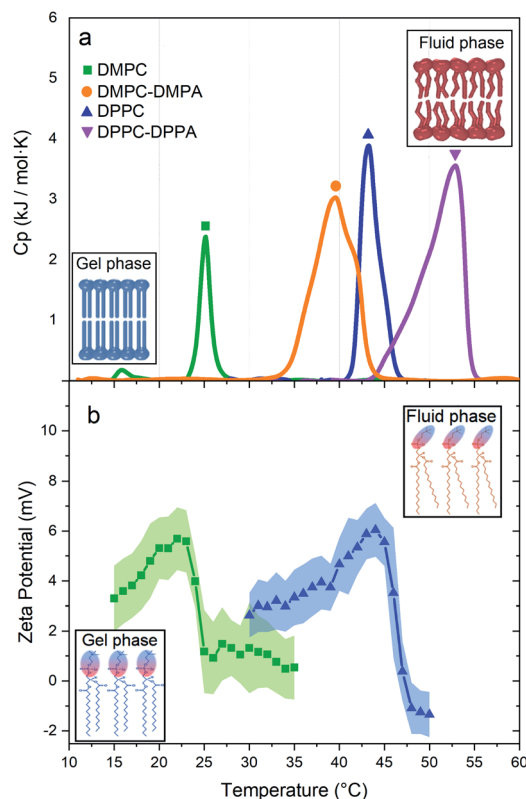 6
a
Fluid phase
DMPC
5
DMPC-DMPA
DPPC
DPPC-DPPA
4
Cp (kJ / mol·K)
3
Gel phase
2
1
b
Fluid phase
10
8
6
Zeta Potential (mV)
4
2
Gel phase
0
-2
10 15 20 25 30 35 40 45 50 55 60
Temperature (°C)